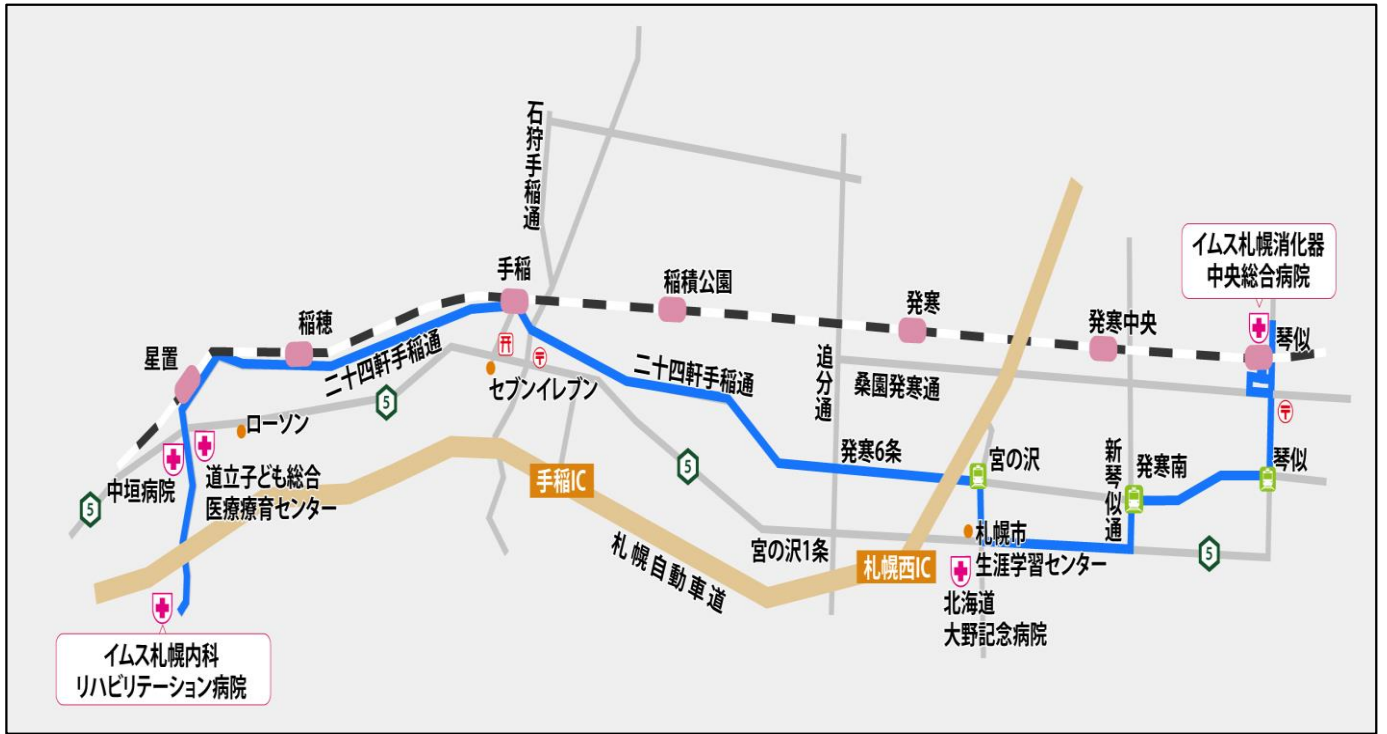 石狩手稲通
イムス札幌消化器
中央総合病院
手稲
稲積公園
発寒
発寒中央
琴似
稲穂
星置
二十四軒手稲通
セブンイレブン
二十四軒手稲通
追分通
桑園発寒通
5
ローソン
〒
〒
中垣病院
道立子ども総合
医療療育センター
5
手稲IC
5
発寒6条
宮の沢
新琴似通
発寒南
琴似
札幌自動車道
宮の沢1条
札幌西IC
札幌市
生涯学習センター
5
北海道
大野記念病院
イムス札幌内科
リハビリテーション病院